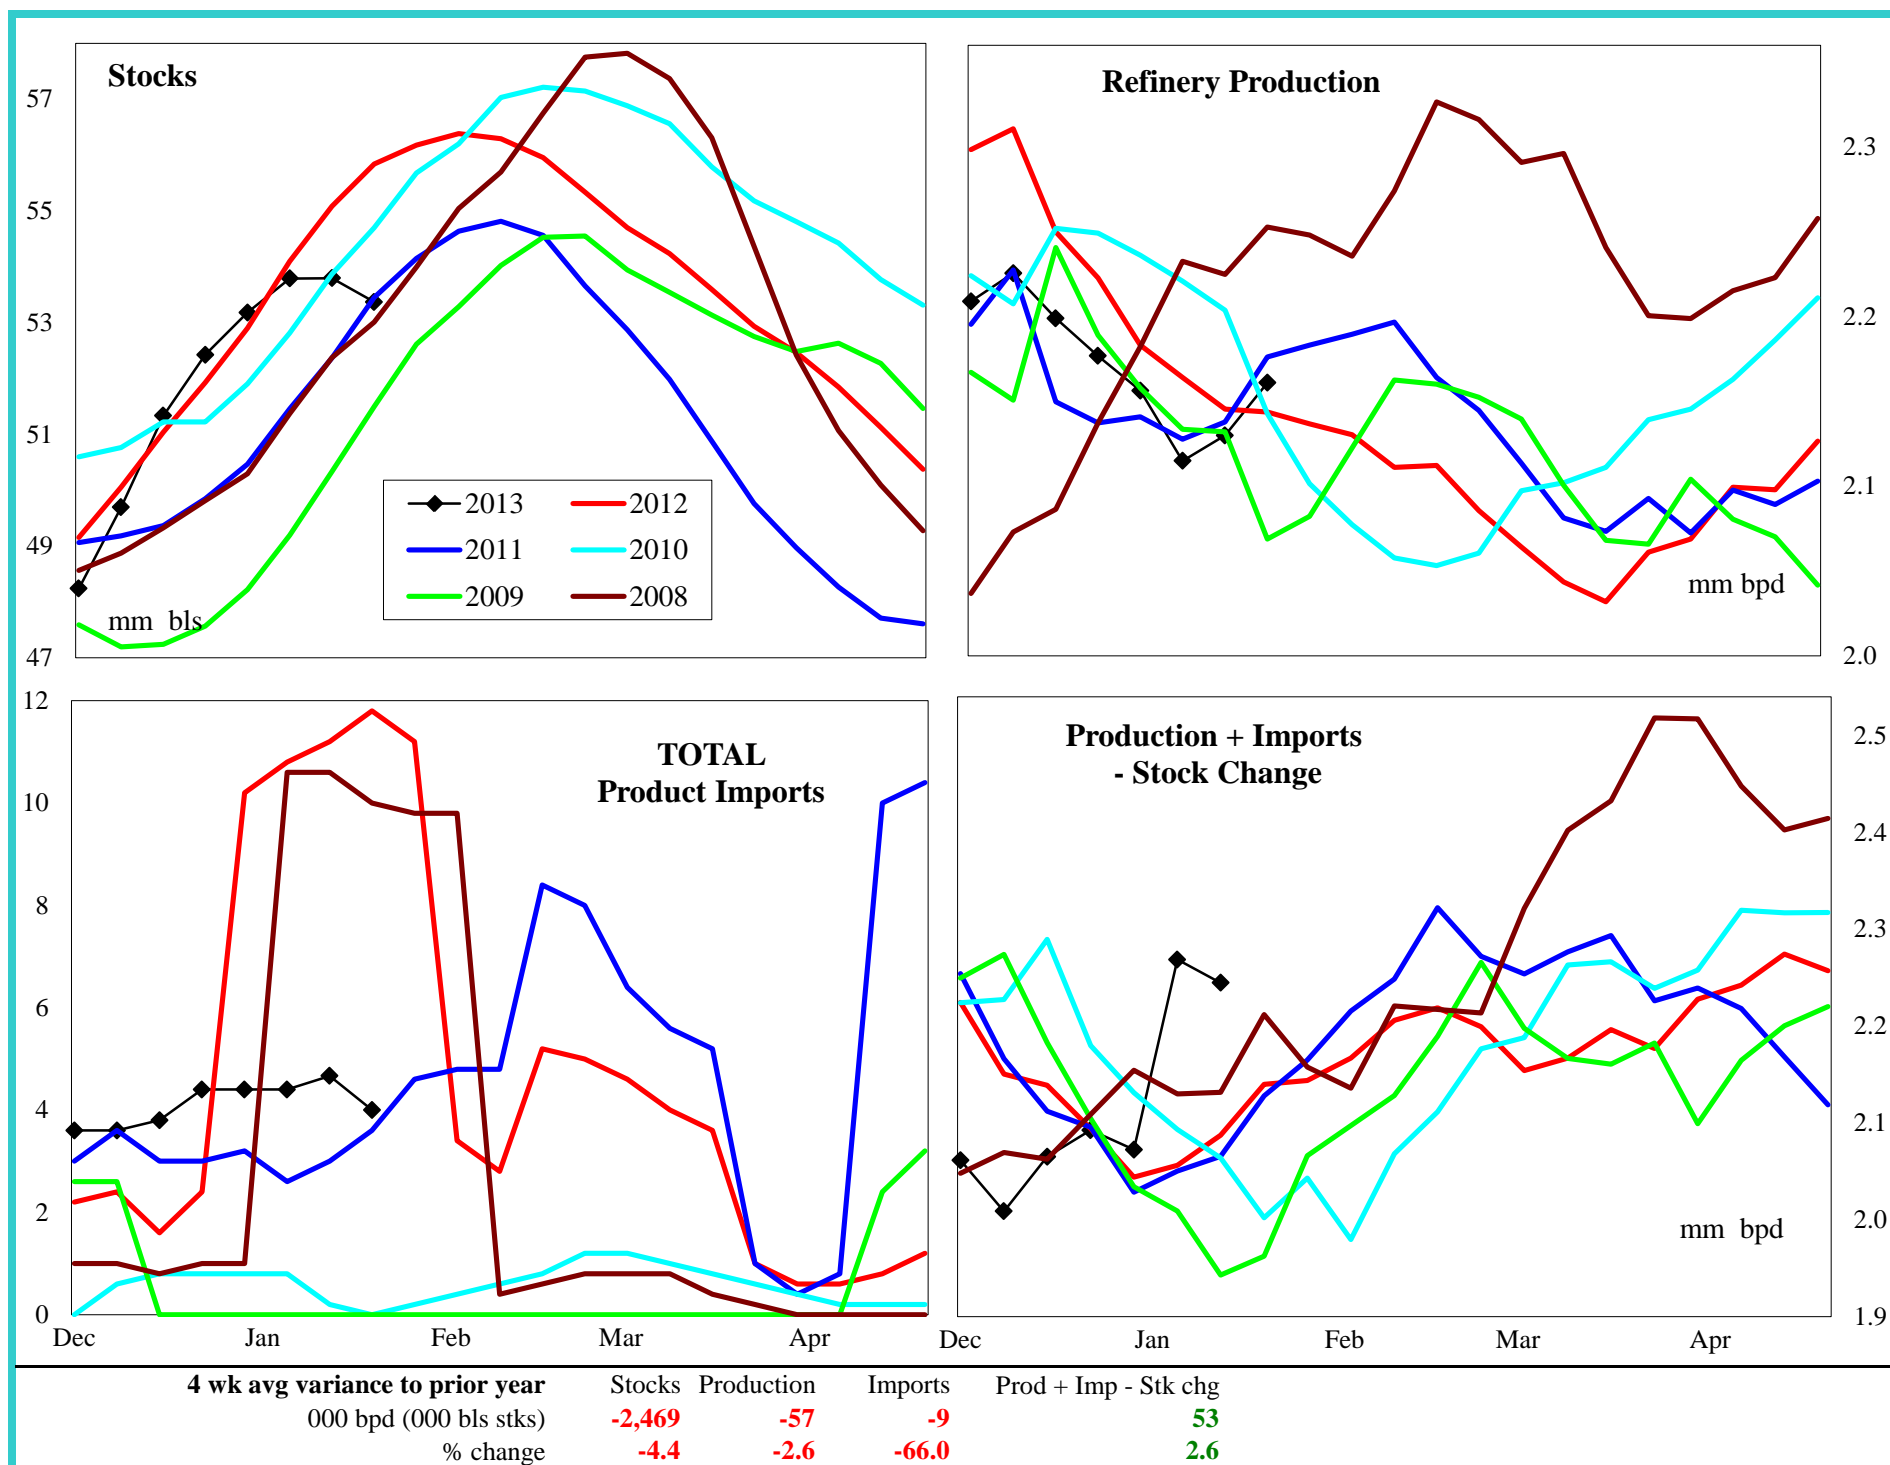 Stocks
57
55
53
51
49
47
2013
2012
2011
2010
2009
2008
mm bls
Refinery Production
2.3
2.2
2.1
2.0
mm bpd
TOTAL
Product Imports
12
10
8
6
4
2
0
Dec Jan Feb Mar Apr
Production + Imports
- Stock Change
2.5
2.4
2.3
2.2
2.1
2.0
1.9
mm bpd
Dec Jan Feb Mar Apr
4 wk avg variance to prior year Stocks Production Imports Prod + Imp - Stk chg
000 bpd (000 bls stks) -2,469 -57 -9 53
% change -4.4 -2.6 -66.0 2.6